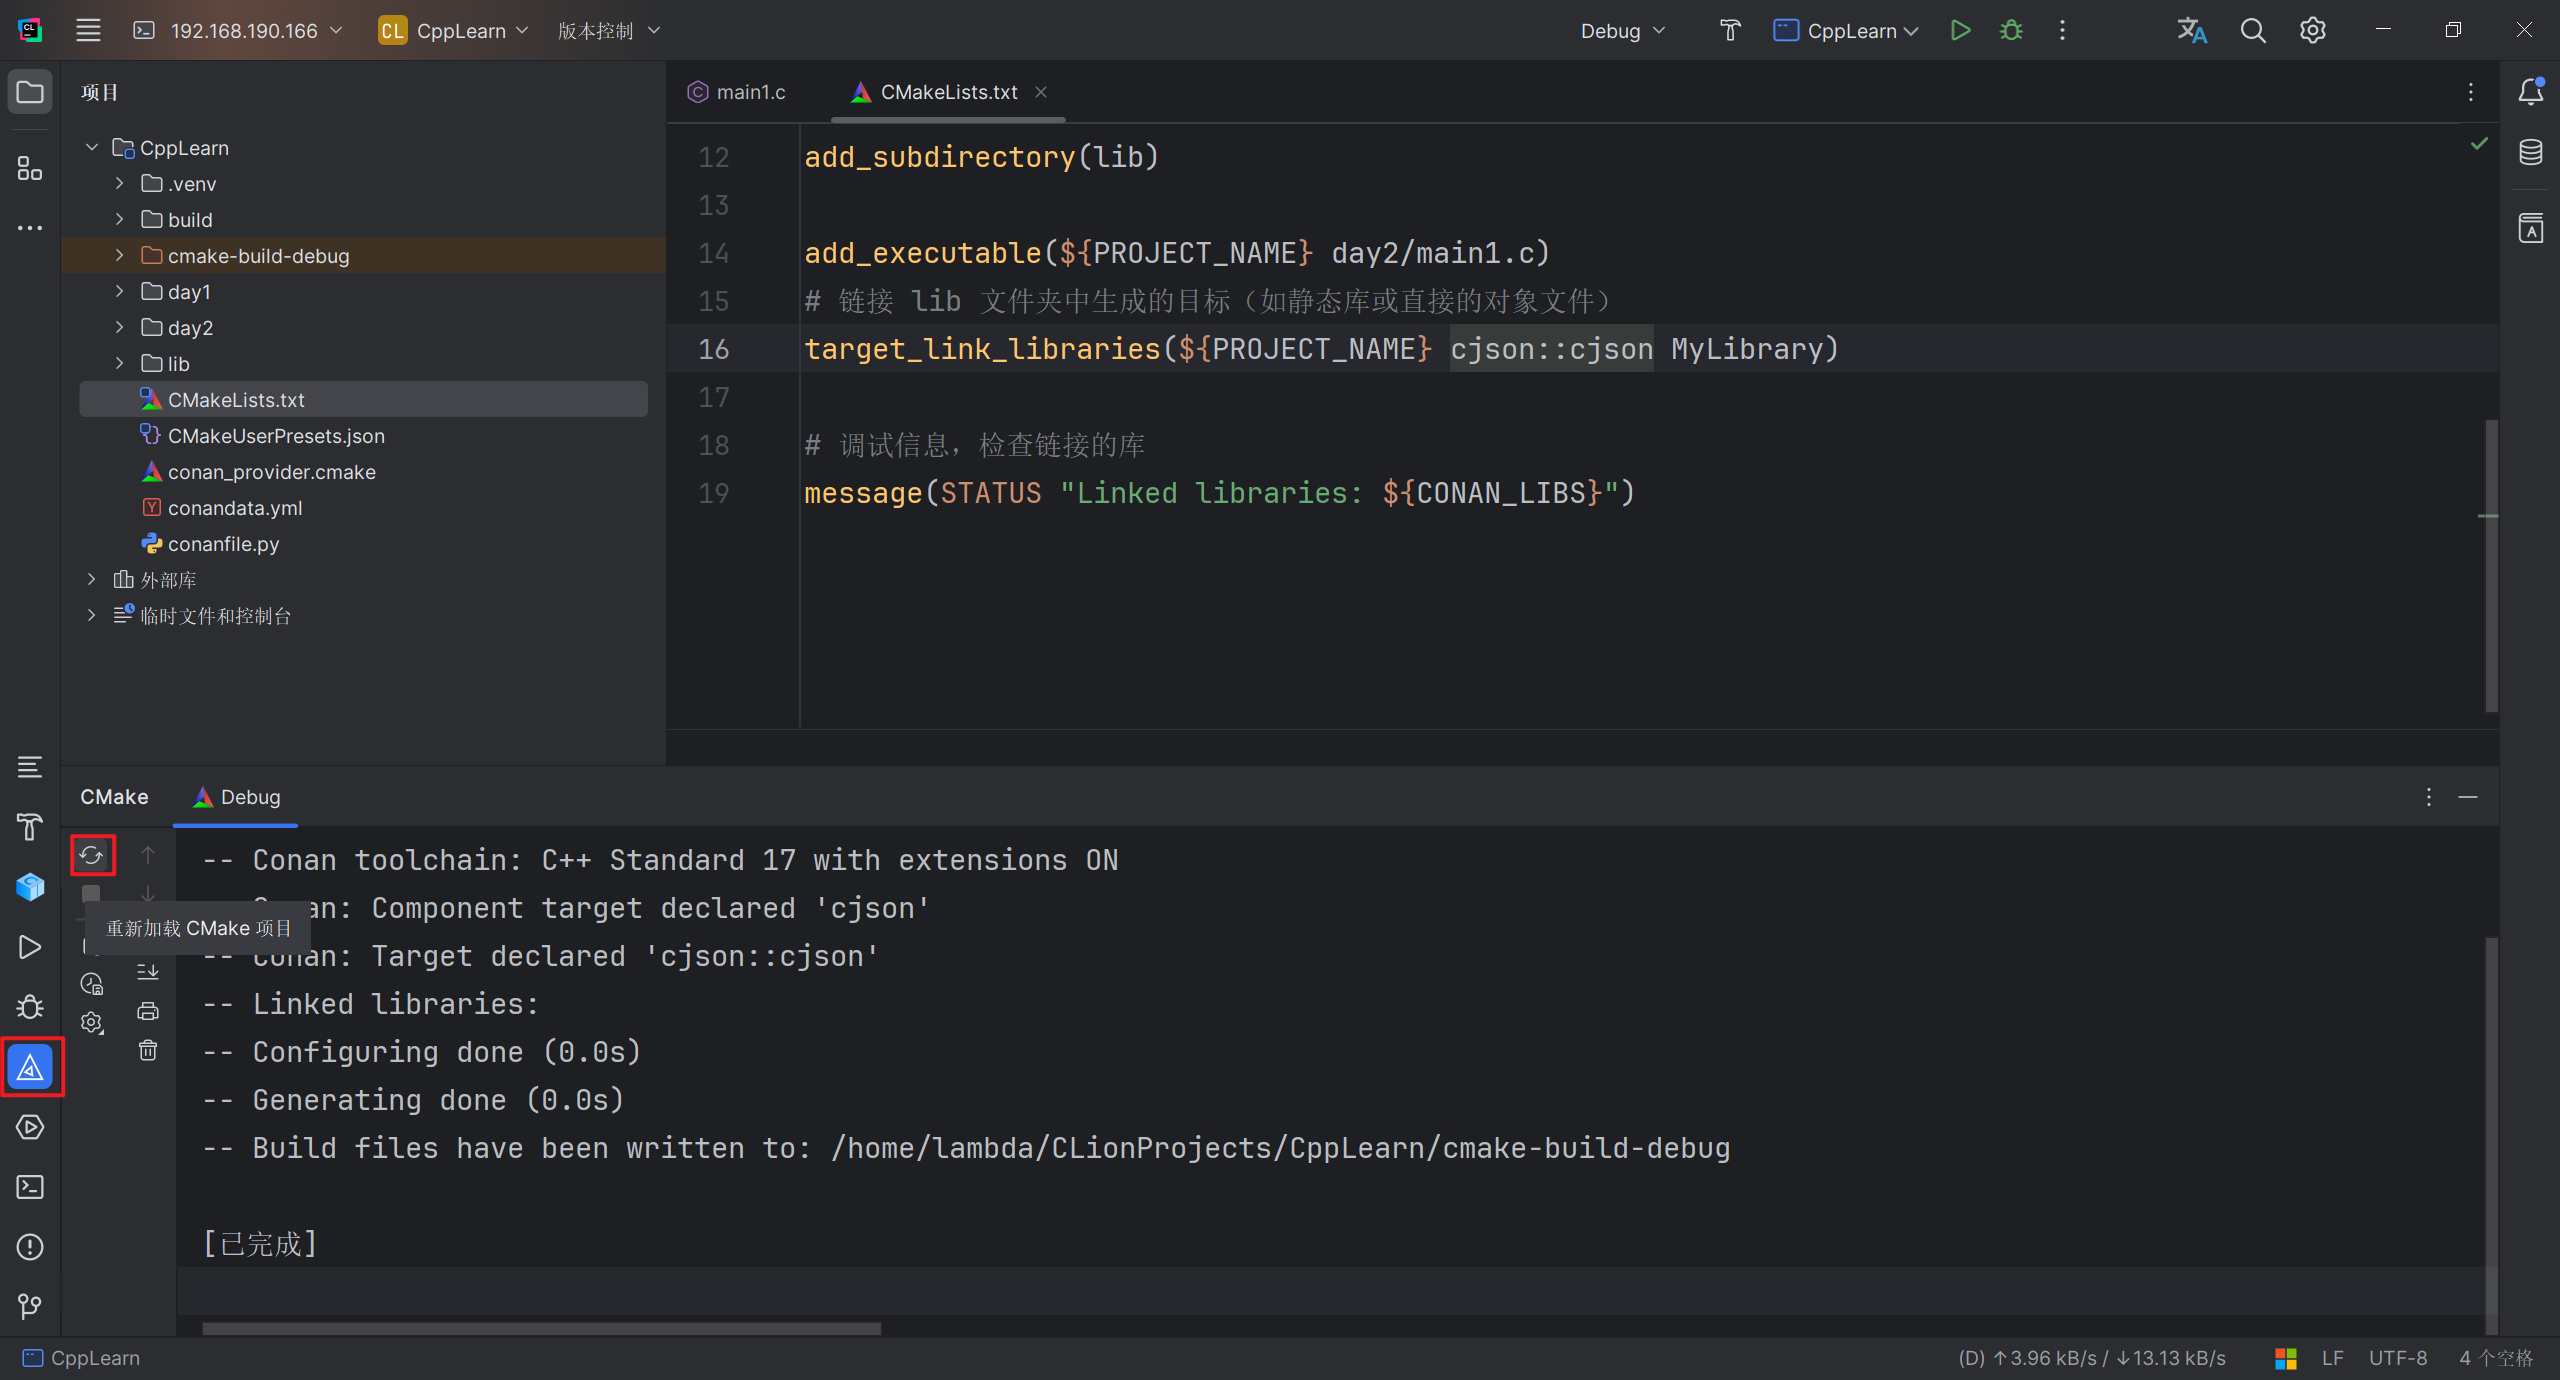 192.168.190.166
CL CppLearn
版本控制
Debug
CppLearn
项目
CppLearn
.venv
build
cmake-build-debug
day1
day2
lib
CMakeLists.txt
CMakeUserPresets.json
conan_provider.cmake
conandata.yml
conanfile.py
外部库
临时文件和控制台
main1.c
CMakeLists.txt
12 add_subdirectory(lib)
13
14 add_executable(${PROJECT_NAME} day2/main1.c)
15 # 链接 lib 文件夹中生成的目标（如静态库或直接的对象文件）
16 target_link_libraries(${PROJECT_NAME} cjson::cjson MyLibrary)
17
18 # 调试信息，检查链接的库
19 message(STATUS "Linked libraries: ${CONAN_LIBS}")
CMake
Debug
-- Conan toolchain: C++ Standard 17 with extensions ON
an: Component target declared 'cjson'
重新加载 CMake 项目
-- Conan: Target declared 'cjson::cjson'
-- Linked libraries:
-- Configuring done (0.0s)
-- Generating done (0.0s)
-- Build files have been written to: /home/lambda/CLionProjects/CppLearn/cmake-build-debug
[已完成]
CppLearn
(D) ↑3.96 kB/s / ↓13.13 kB/s
LF
UTF-8
4 个空格